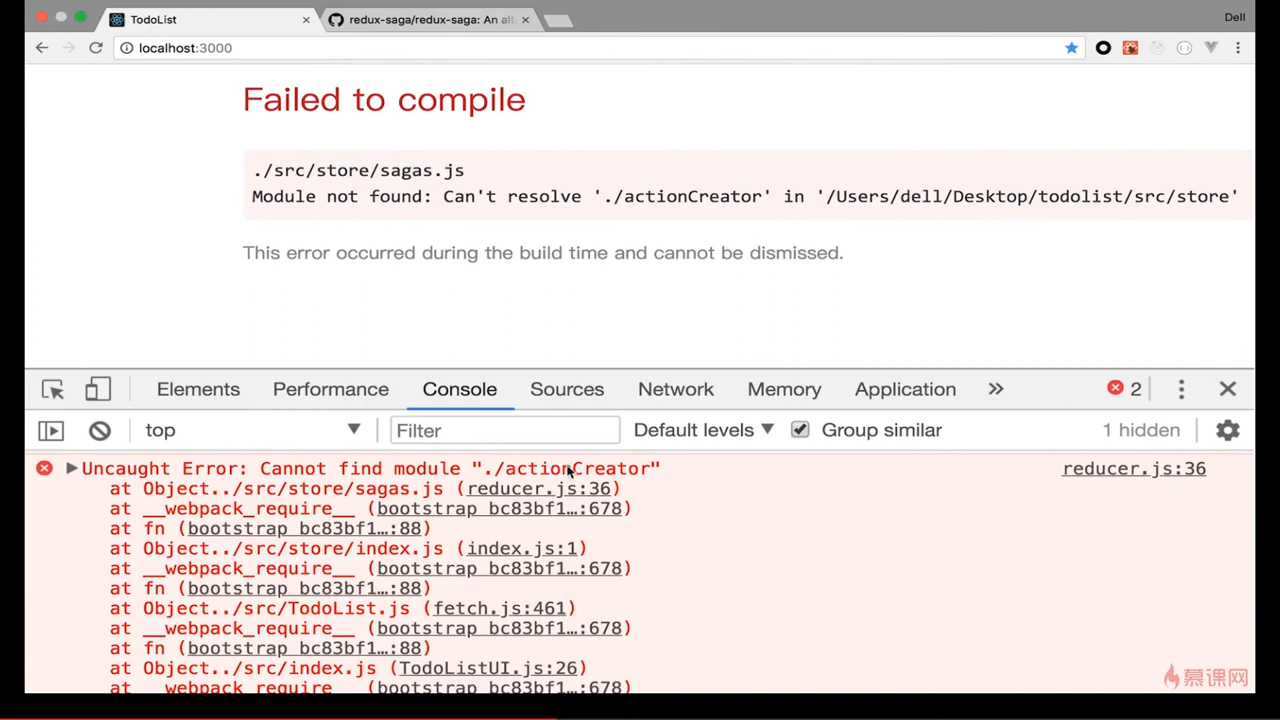 TodoList
redux-saga/redux-saga: An alt
Dell
localhost:3000
Failed to compile
./src/store/sagas.js
Module not found: Can't resolve './actionCreator' in '/Users/dell/Desktop/todolist/src/store'
This error occurred during the build time and cannot be dismissed.
Elements Performance Console Sources Network Memory Application 2
top Filter Default levels Group similar 1 hidden
Uncaught Error: Cannot find module "./actionCreator" reducer.js:36
at Object../src/store/sagas.js (reducer.js:36)
at __webpack_require__ (bootstrap bc83bf1…:678)
at fn (bootstrap bc83bf1…:88)
at Object../src/store/index.js (index.js:1)
at __webpack_require__ (bootstrap bc83bf1…:678)
at fn (bootstrap bc83bf1…:88)
at Object../src/TodoList.js (fetch.js:461)
at __webpack_require__ (bootstrap bc83bf1…:678)
at fn (bootstrap bc83bf1…:88)
at Object../src/index.js (TodoListUI.js:26)
at __webpack_require__ (bootstrap bc83bf1…:678)
慕课网